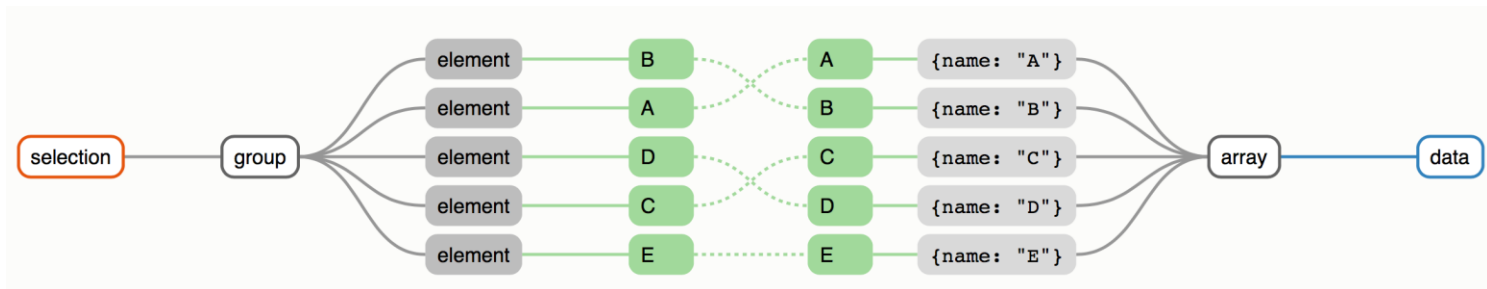 element B A {name: "A"}
element A B {name: "B"}
selection group element D C {name: "C"} array data
element C D {name: "D"}
element E E {name: "E"}